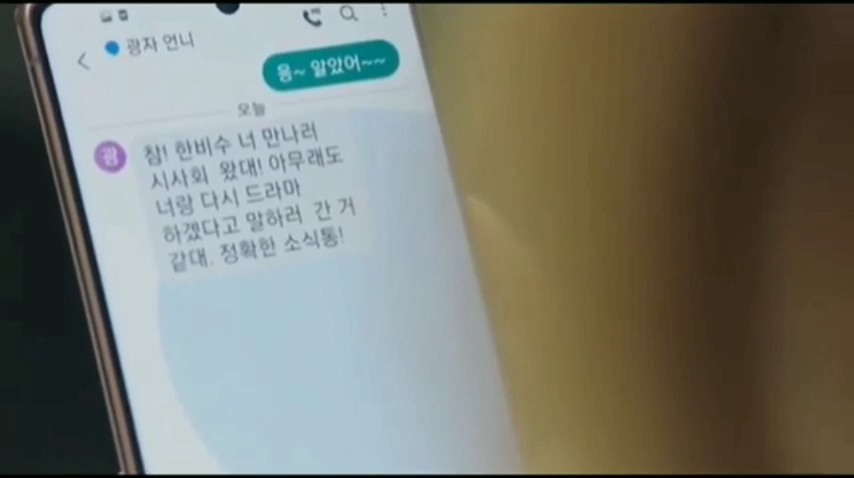 광자 언니
응~ 알았어~~
오늘
광
참! 한비수 너 만나러
시사회 왔대! 아무래도
너랑 다시 드라마
하겠다고 말하러 간 거
같대. 정확한 소식통!